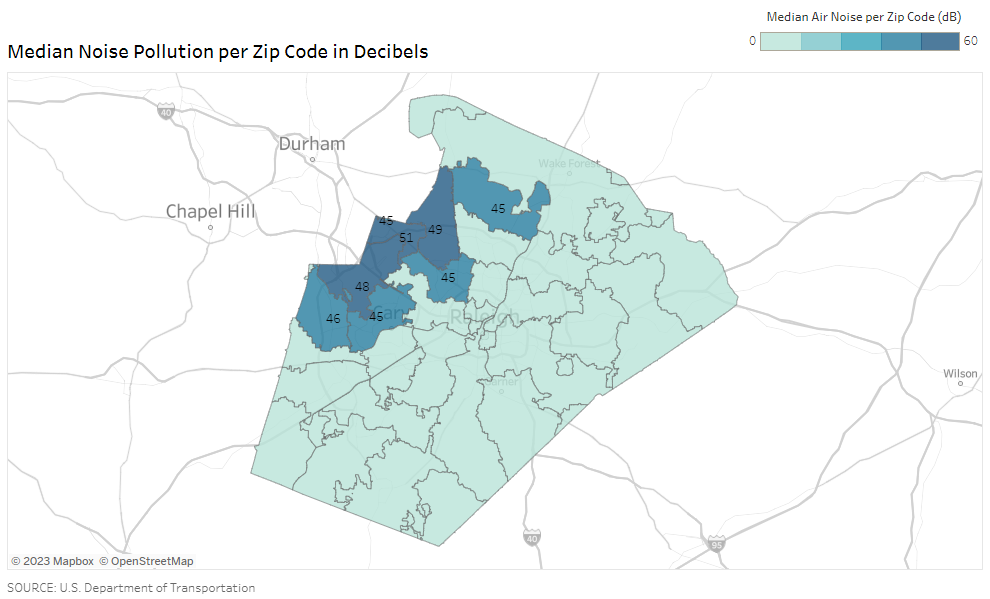 Median Air Noise per Zip Code (dB)
0 60
Median Noise Pollution per Zip Code in Decibels
40
Durham
Wake Forest
Chapel Hill
45
45
51
49
45
48
46
45
Cary
Raleigh
Garner
Wilson
40
95
© 2023 Mapbox © OpenStreetMap
SOURCE: U.S. Department of Transportation